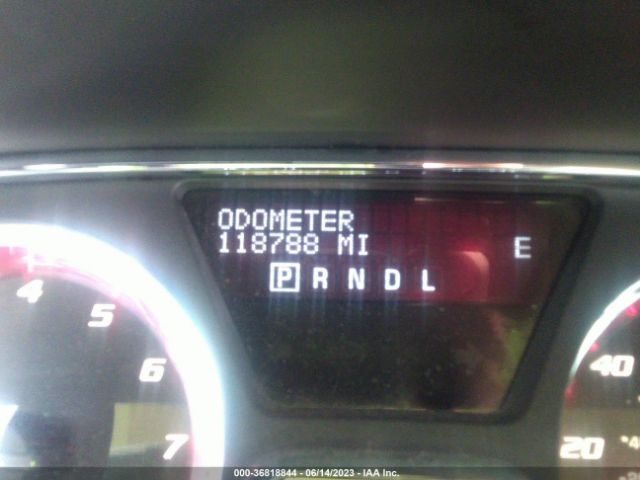 ODOMETER
118788 MI
E
P R N D L
4
5
6
7
40
20
000-36818844 - 06/14/2023 - IAA Inc.